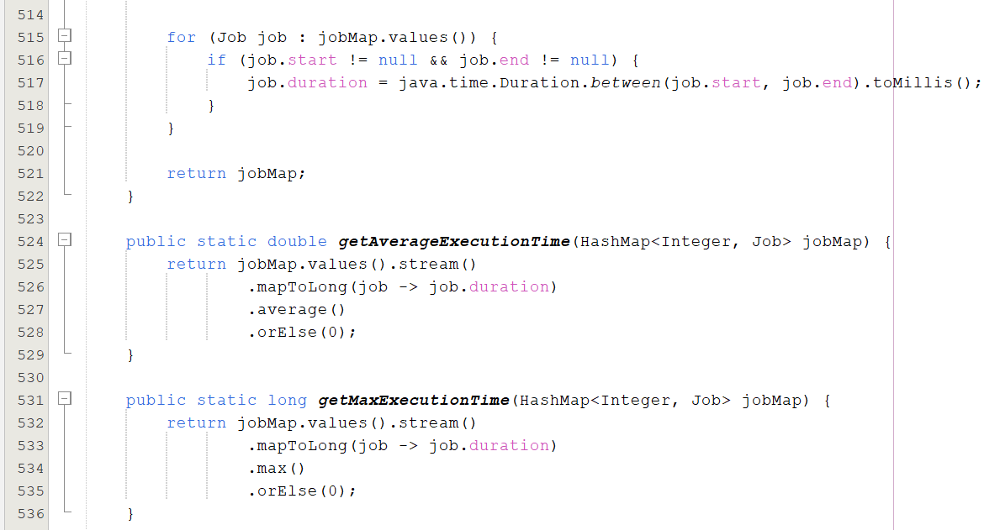 514
515 for (Job job : jobMap.values()) {
516 if (job.start != null && job.end != null) {
517 job.duration = java.time.Duration.between(job.start, job.end).toMillis();
518 }
519 }
520
521 return jobMap;
522 }
523
524 public static double getAverageExecutionTime(HashMap<Integer, Job> jobMap) {
525 return jobMap.values().stream()
526 .mapToLong(job -> job.duration)
527 .average()
528 .orElse(0);
529 }
530
531 public static long getMaxExecutionTime(HashMap<Integer, Job> jobMap) {
532 return jobMap.values().stream()
533 .mapToLong(job -> job.duration)
534 .max()
535 .orElse(0);
536 }